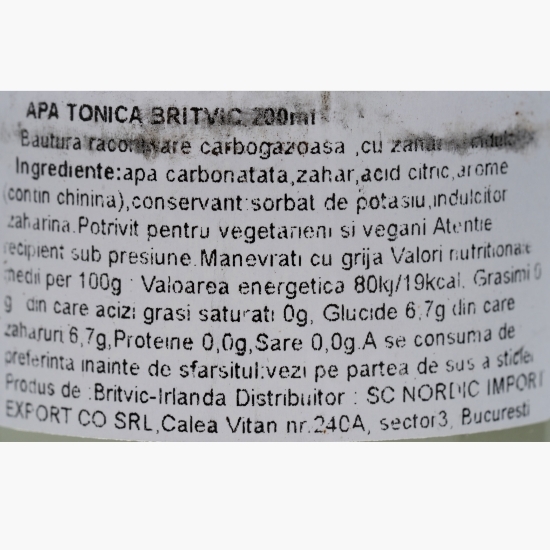 APA TONICA BRITVIC 200ml
Bautura racoritoare carbogazoasa ,cu zahar
Ingrediente:apa carbonatata,zahar,acid citric,arome
(contin chinina),conservant:sorbat de potasiu,indulcitor
zaharina.Potrivit pentru vegetarieni si vegani Atentie
recipient sub presiune.Manevrati cu grija Valori nutritionale
medii per 100g : Valoarea energetica 80kj/19kcal, Grasimi 0
g din care acizi grasi saturati 0g, Glucide 6,7g din care
zaharuri 6,7g,Proteine 0,0g,Sare 0,0g.A se consuma de
preferinta inainte de sfarsitul:vezi pe partea de sus a sticlei
Produs de :Britvic-Irlanda Distribuitor : SC NORDIC IMPORT
EXPORT CO SRL,Calea Vitan nr.240A, sector3, Bucuresti